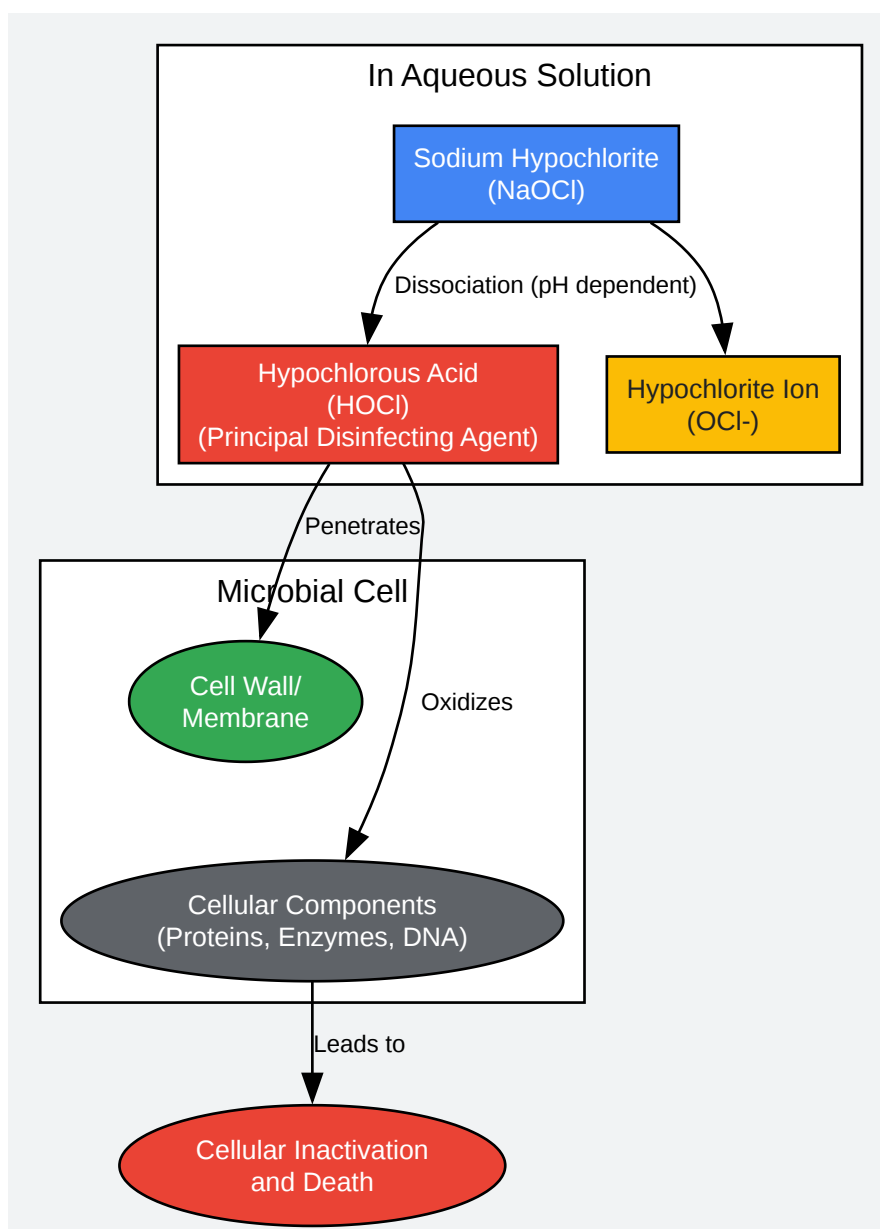 In Aqueous Solution
Sodium Hypochlorite
(NaOCl)
Dissociation (pH dependent)
Hypochlorous Acid
(HOCl)
(Principal Disinfecting Agent)
Hypochlorite Ion
(OCl-)
Penetrates
Microbial Cell
Cell Wall/
Membrane
Oxidizes
Cellular Components
(Proteins, Enzymes, DNA)
Leads to
Cellular Inactivation
and Death